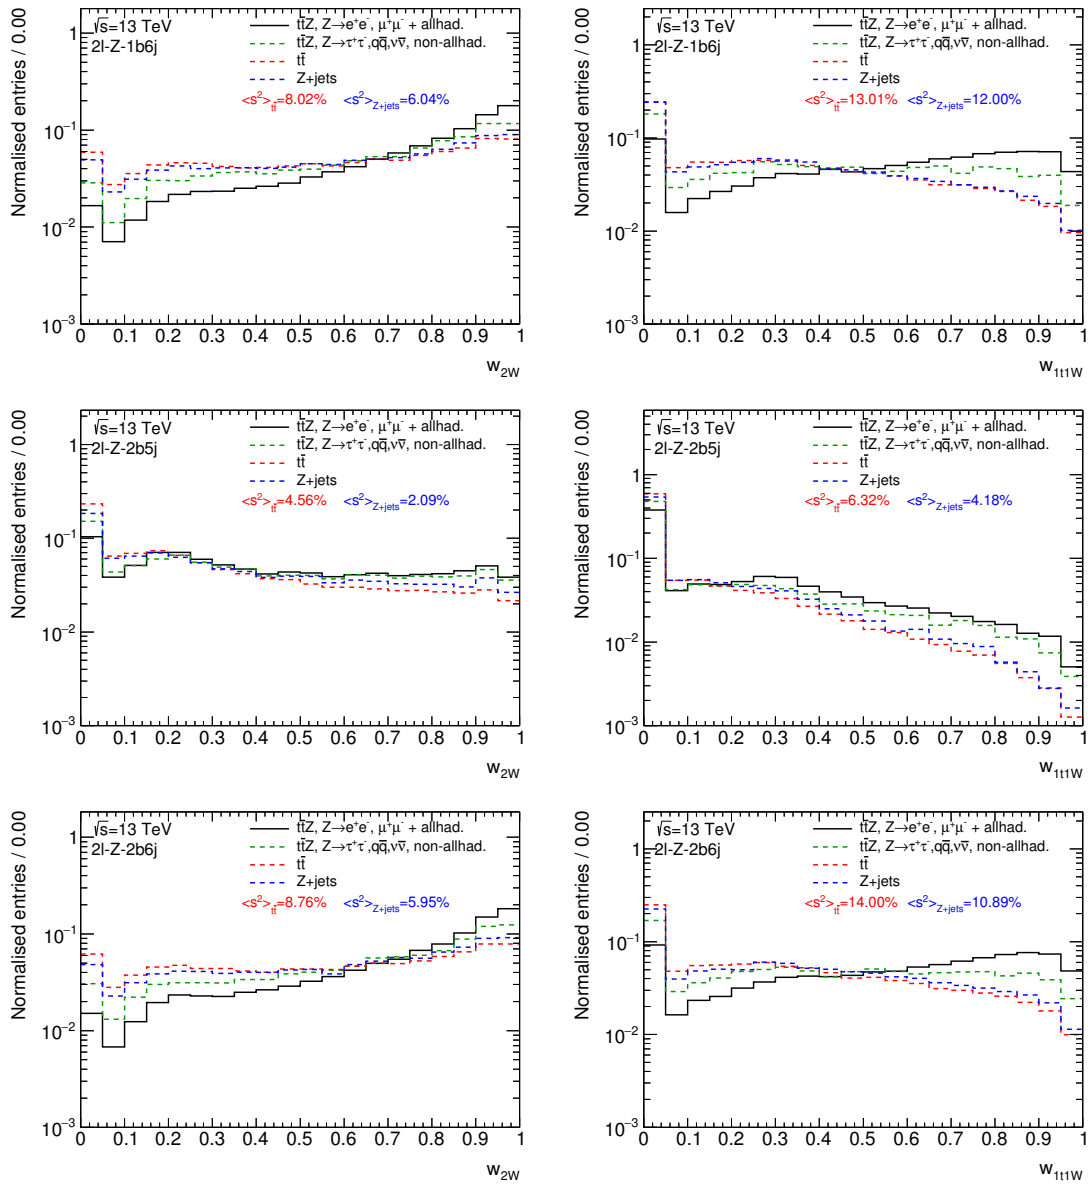 Normalised entries / 0.00
1
10⁻¹
10⁻²
10⁻³
√s=13 TeV
2l-Z-1b6j
tt̄Z, Z→e⁺e⁻, μ⁺μ⁻ + allhad.
tt̄Z, Z→τ⁺τ⁻,qq̄,νν̄, non-allhad.
tt̄
Z+jets
<s²>tt̄=8.02% <s²>Z+jets=6.04%
0 0.1 0.2 0.3 0.4 0.5 0.6 0.7 0.8 0.9 1
w2W
Normalised entries / 0.00
1
10⁻¹
10⁻²
10⁻³
√s=13 TeV
2l-Z-1b6j
tt̄Z, Z→e⁺e⁻, μ⁺μ⁻ + allhad.
tt̄Z, Z→τ⁺τ⁻,qq̄,νν̄, non-allhad.
tt̄
Z+jets
<s²>tt̄=13.01% <s²>Z+jets=12.00%
0 0.1 0.2 0.3 0.4 0.5 0.6 0.7 0.8 0.9 1
w1t1W
Normalised entries / 0.00
1
10⁻¹
10⁻²
10⁻³
√s=13 TeV
2l-Z-2b5j
tt̄Z, Z→e⁺e⁻, μ⁺μ⁻ + allhad.
tt̄Z, Z→τ⁺τ⁻,qq̄,νν̄, non-allhad.
tt̄
Z+jets
<s²>tt̄=4.56% <s²>Z+jets=2.09%
0 0.1 0.2 0.3 0.4 0.5 0.6 0.7 0.8 0.9 1
w2W
Normalised entries / 0.00
1
10⁻¹
10⁻²
10⁻³
√s=13 TeV
2l-Z-2b5j
tt̄Z, Z→e⁺e⁻, μ⁺μ⁻ + allhad.
tt̄Z, Z→τ⁺τ⁻,qq̄,νν̄, non-allhad.
tt̄
Z+jets
<s²>tt̄=6.32% <s²>Z+jets=4.18%
0 0.1 0.2 0.3 0.4 0.5 0.6 0.7 0.8 0.9 1
w1t1W
Normalised entries / 0.00
1
10⁻¹
10⁻²
10⁻³
√s=13 TeV
2l-Z-2b6j
tt̄Z, Z→e⁺e⁻, μ⁺μ⁻ + allhad.
tt̄Z, Z→τ⁺τ⁻,qq̄,νν̄, non-allhad.
tt̄
Z+jets
<s²>tt̄=8.76% <s²>Z+jets=5.95%
0 0.1 0.2 0.3 0.4 0.5 0.6 0.7 0.8 0.9 1
w2W
Normalised entries / 0.00
1
10⁻¹
10⁻²
10⁻³
√s=13 TeV
2l-Z-2b6j
tt̄Z, Z→e⁺e⁻, μ⁺μ⁻ + allhad.
tt̄Z, Z→τ⁺τ⁻,qq̄,νν̄, non-allhad.
tt̄
Z+jets
<s²>tt̄=14.00% <s²>Z+jets=10.89%
0 0.1 0.2 0.3 0.4 0.5 0.6 0.7 0.8 0.9 1
w1t1W